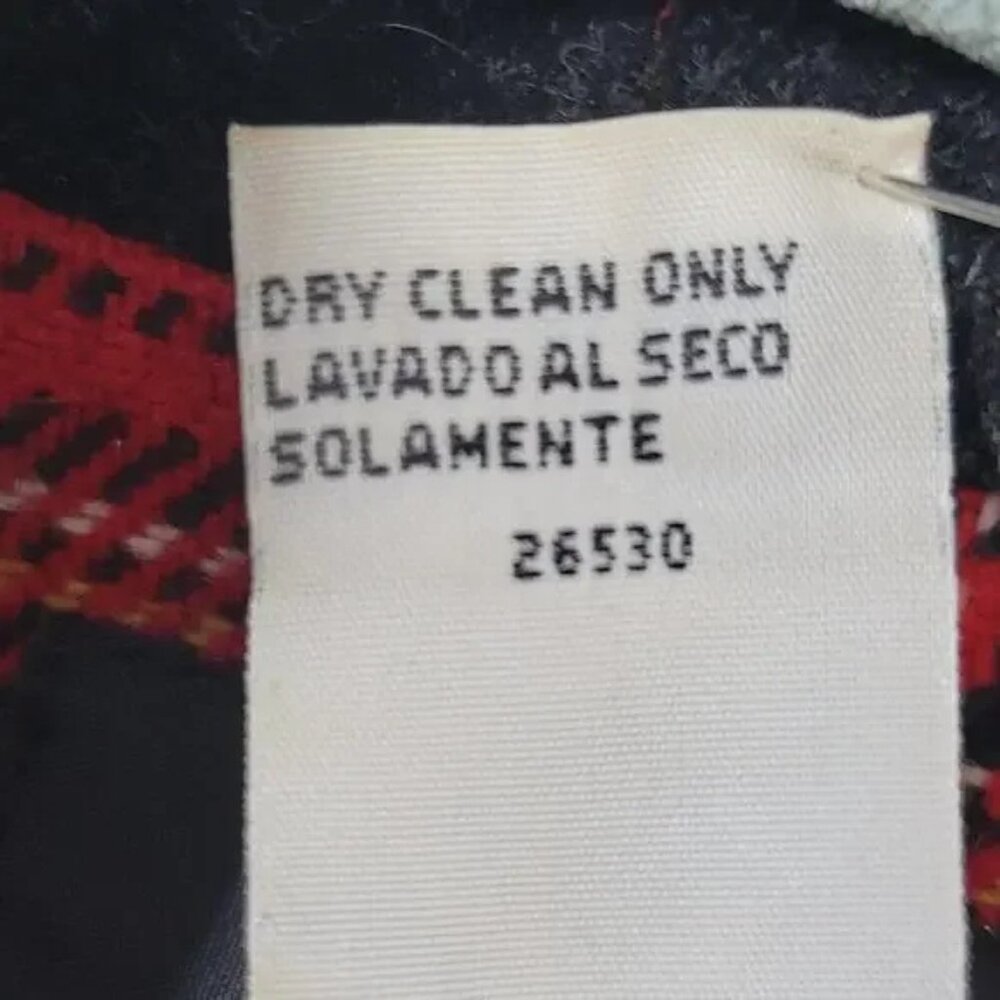 DRY CLEAN ONLY
LAVADO AL SECO
SOLAMENTE
26530